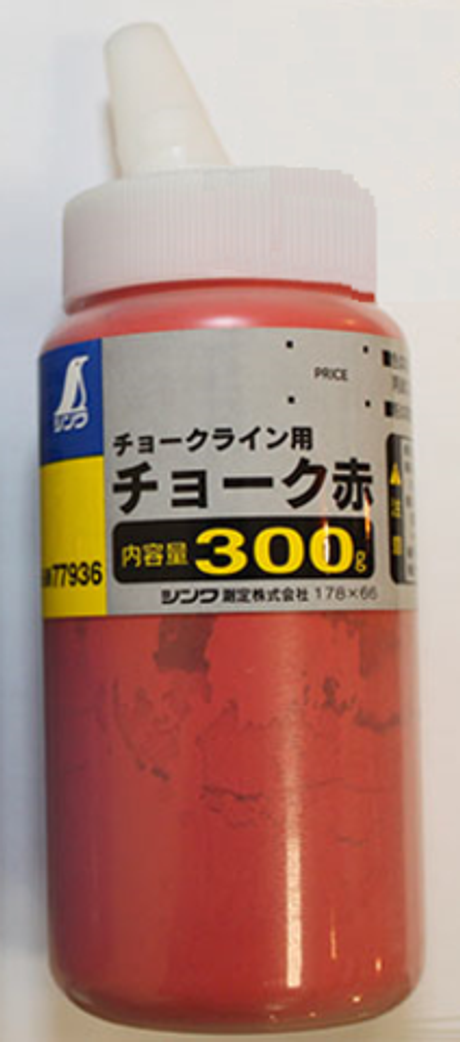 シンワ
PRICE
チョークライン用
チョーク赤
内容量 300g
77936
シンワ測定株式会社 178×66
注